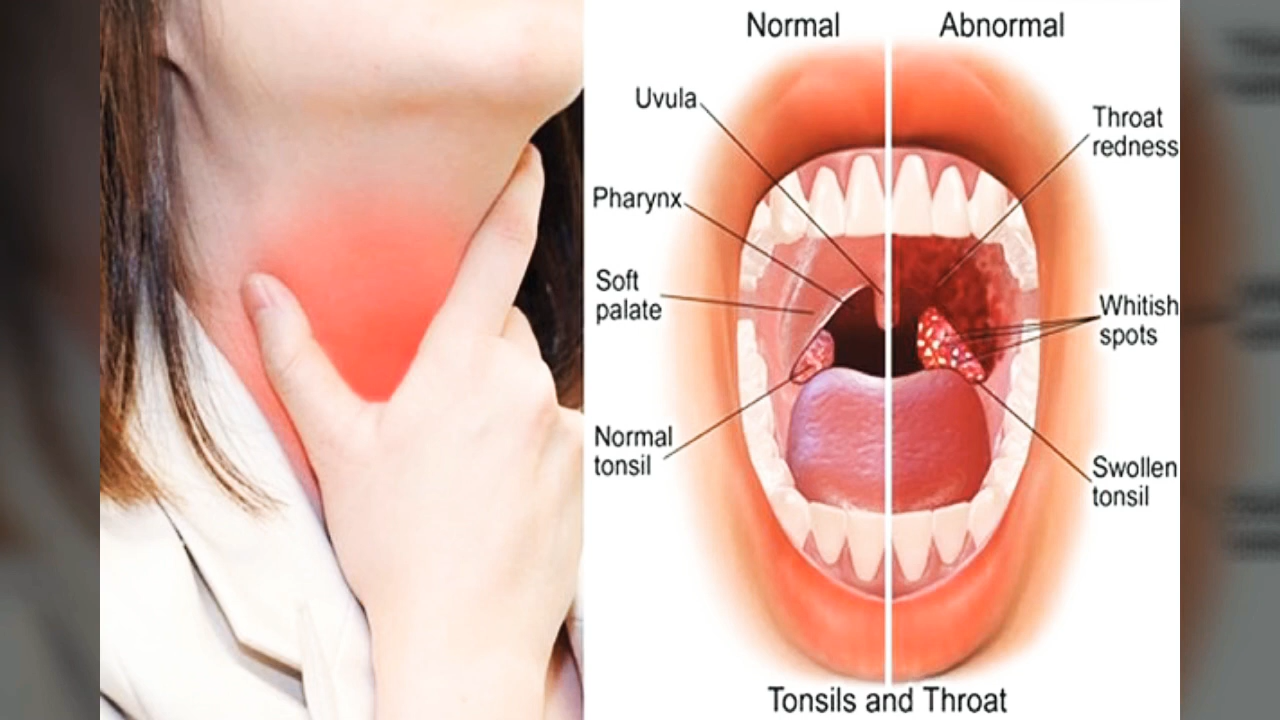 Normal
Abnormal
Uvula
Throat
redness
Pharynx
Soft
palate
Whitish
spots
Normal
tonsil
Swollen
tonsil
Tonsils and Throat